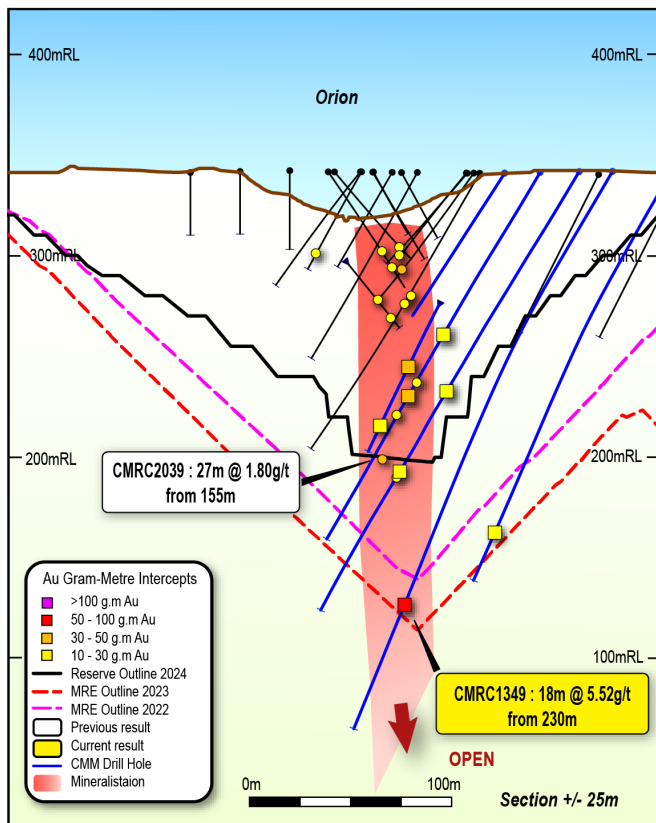 400mRL
400mRL
Orion
300mRL
300mRL
200mRL
200mRL
CMRC2039 : 27m @ 1.80g/t
from 155m
Au Gram-Metre Intercepts
>100 g.m Au
50 - 100 g.m Au
30 - 50 g.m Au
10 - 30 g.m Au
Reserve Outline 2024
MRE Outline 2023
MRE Outline 2022
Previous result
Current result
CMM Drill Hole
Mineralistaion
100mRL
CMRC1349 : 18m @ 5.52g/t
from 230m
OPEN
0m
100m
Section +/- 25m